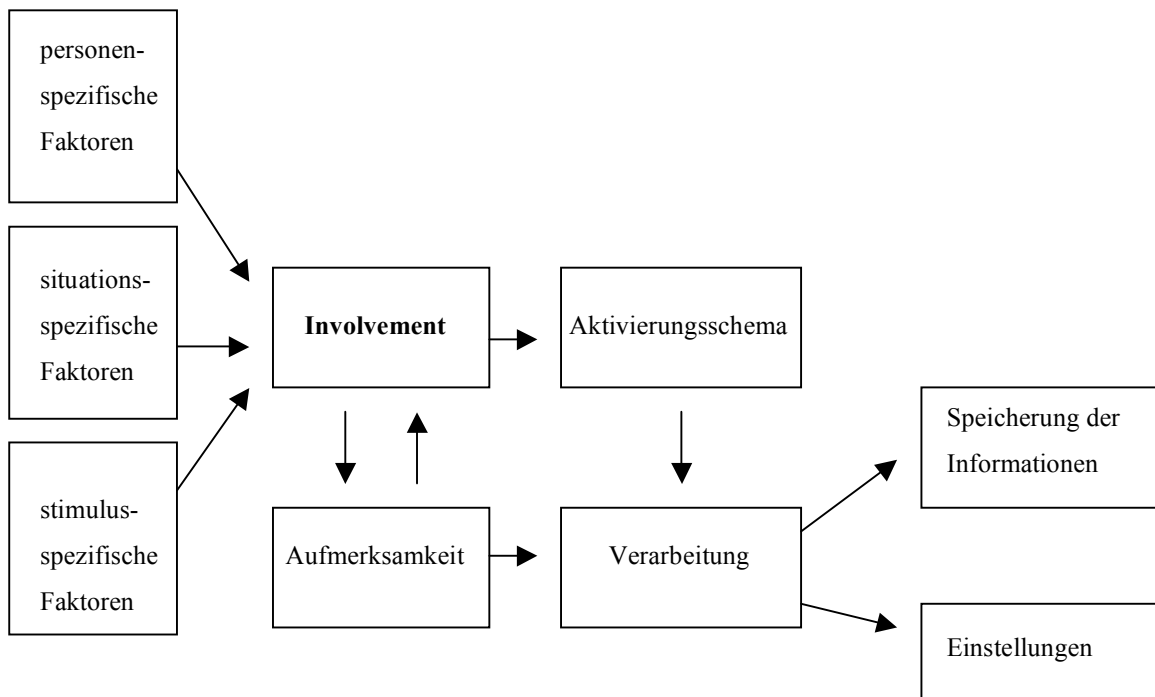 personen-
spezifische
Faktoren
situations-
spezifische
Faktoren
stimulus-
spezifische
Faktoren
Involvement
Aktivierungsschema
Aufmerksamkeit
Verarbeitung
Speicherung der
Informationen
Einstellungen